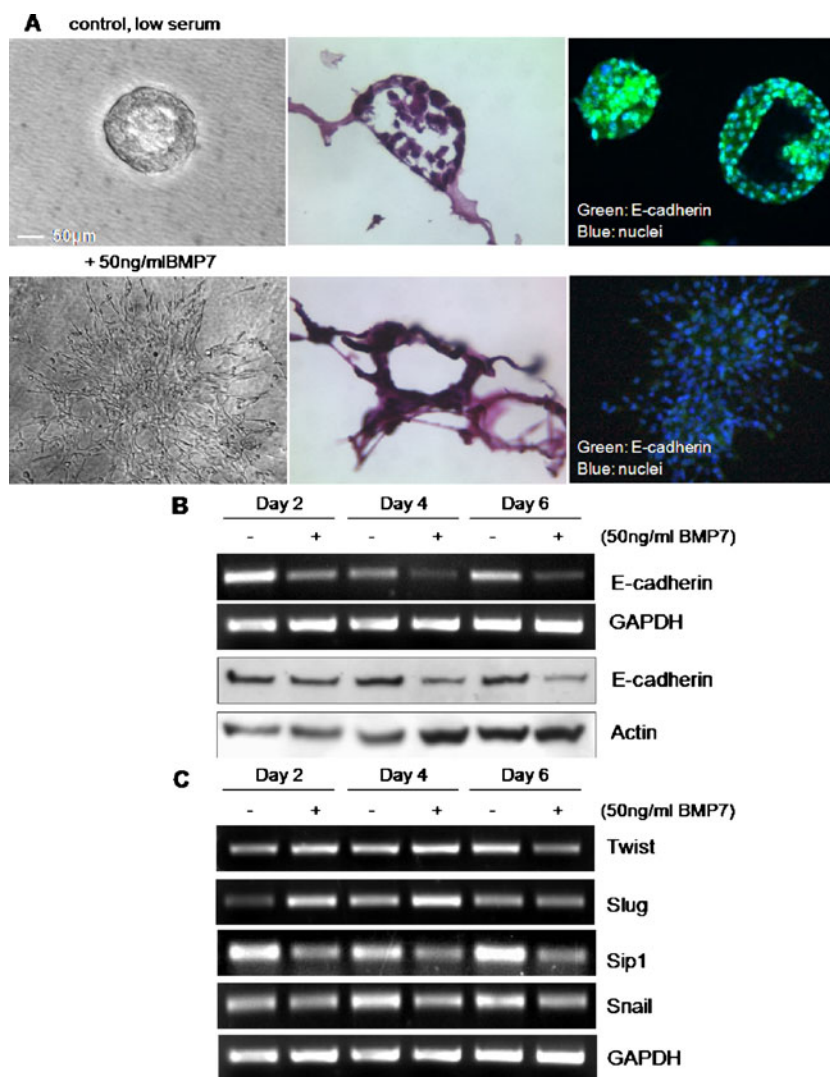 A control, low serum
50µm
Green: E-cadherin
Blue: nuclei
+ 50ng/mlBMP7
Green: E-cadherin
Blue: nuclei
B Day 2 Day 4 Day 6
- + - + - + (50ng/ml BMP7)
E-cadherin
GAPDH
E-cadherin
Actin
C Day 2 Day 4 Day 6
- + - + - + (50ng/ml BMP7)
Twist
Slug
Sip1
Snail
GAPDH